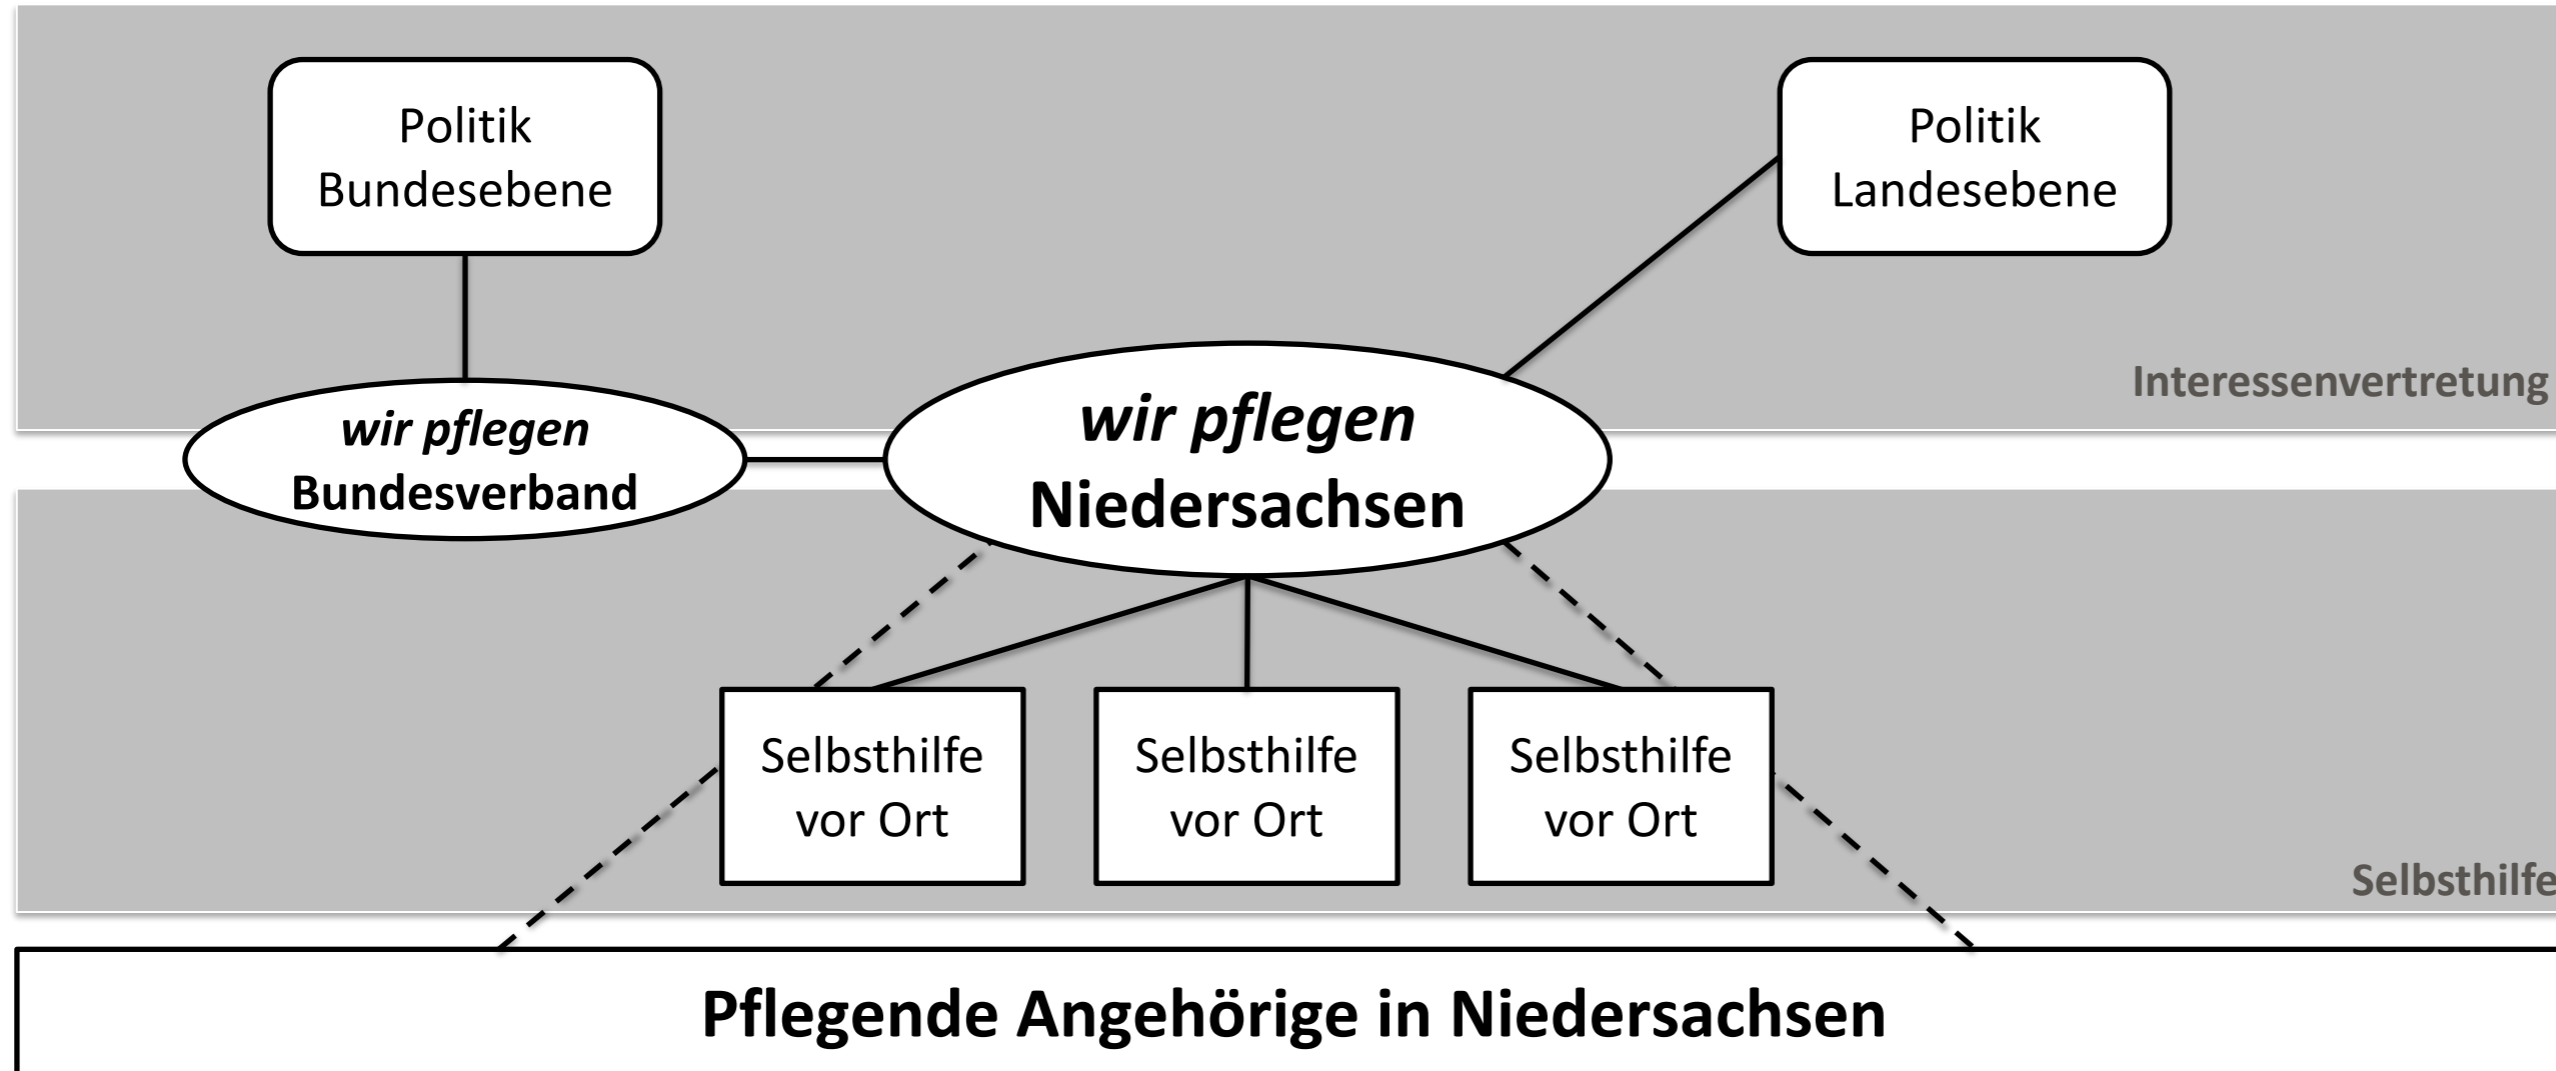 Politik
Bundesebene
Politik
Landesebene
Interessenvertretung
wir pflegen
Bundesverband
wir pflegen
Niedersachsen
Selbsthilfe
vor Ort
Selbsthilfe
vor Ort
Selbsthilfe
vor Ort
Selbsthilfe
Pflegende Angehörige in Niedersachsen